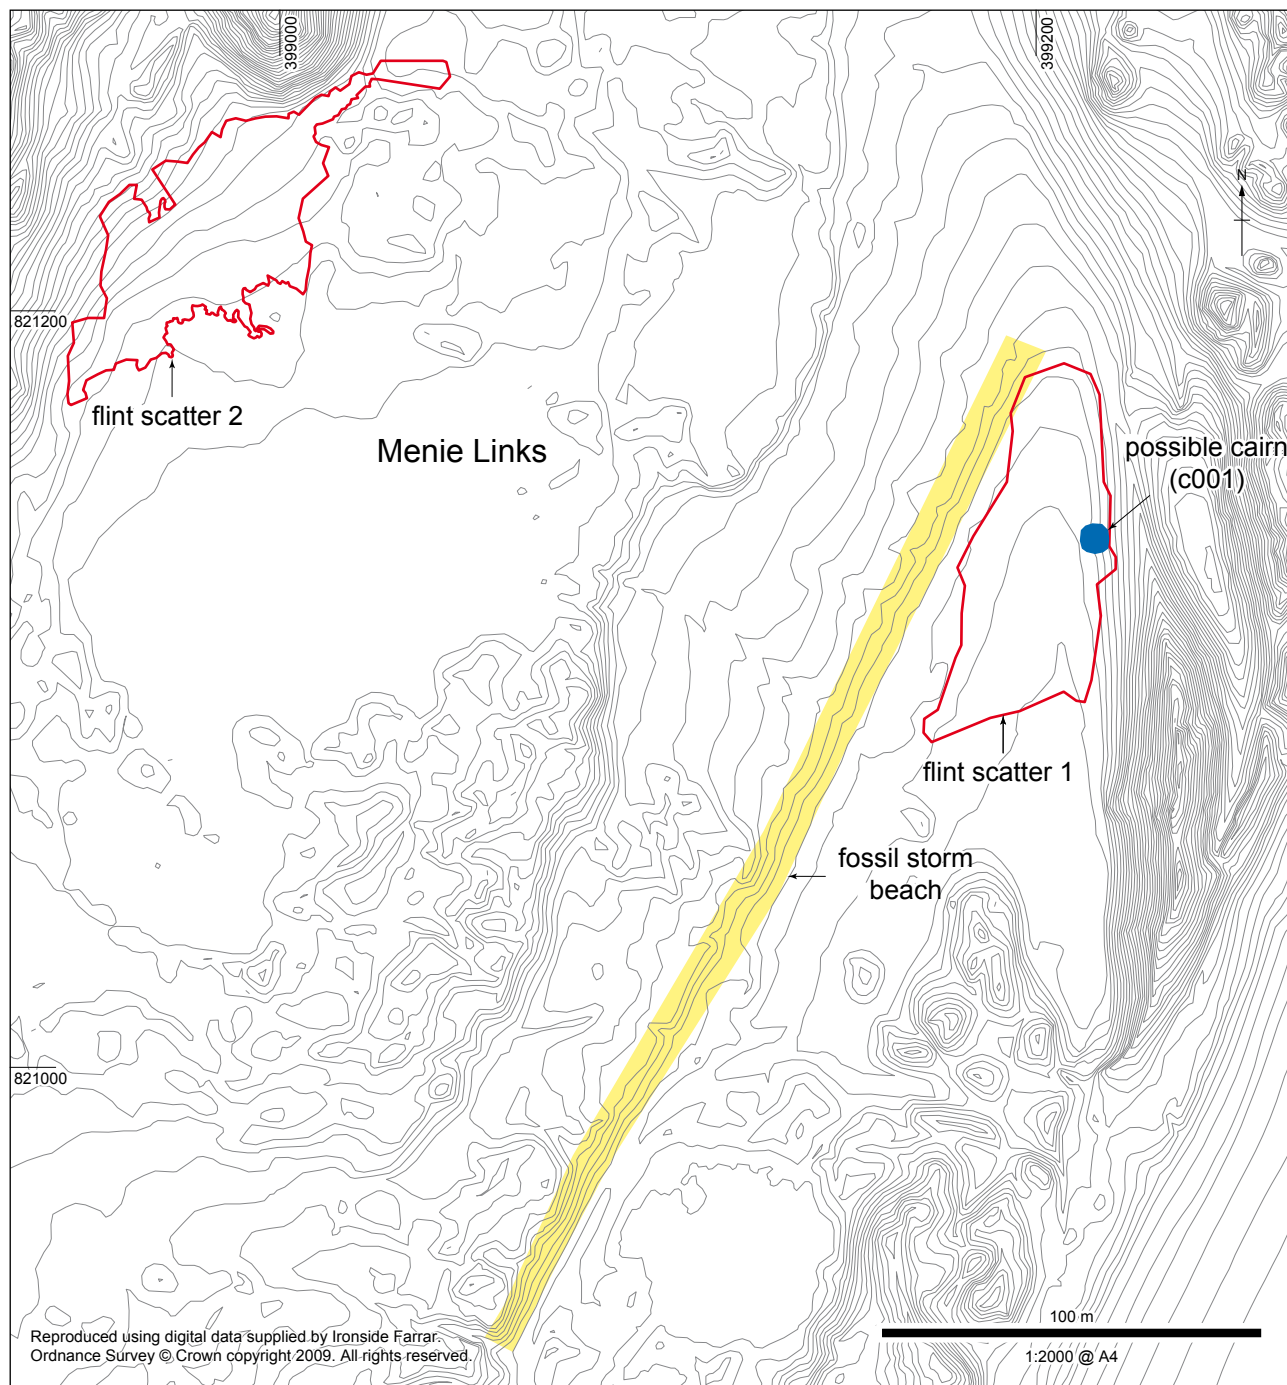 399000
399200
N
821200
flint scatter 2
Menie Links
possible cairn
(c001)
flint scatter 1
fossil storm
beach
821000
100 m
1:2000 @ A4
Reproduced using digital data supplied by Ironside Farrar.
Ordnance Survey © Crown copyright 2009. All rights reserved.